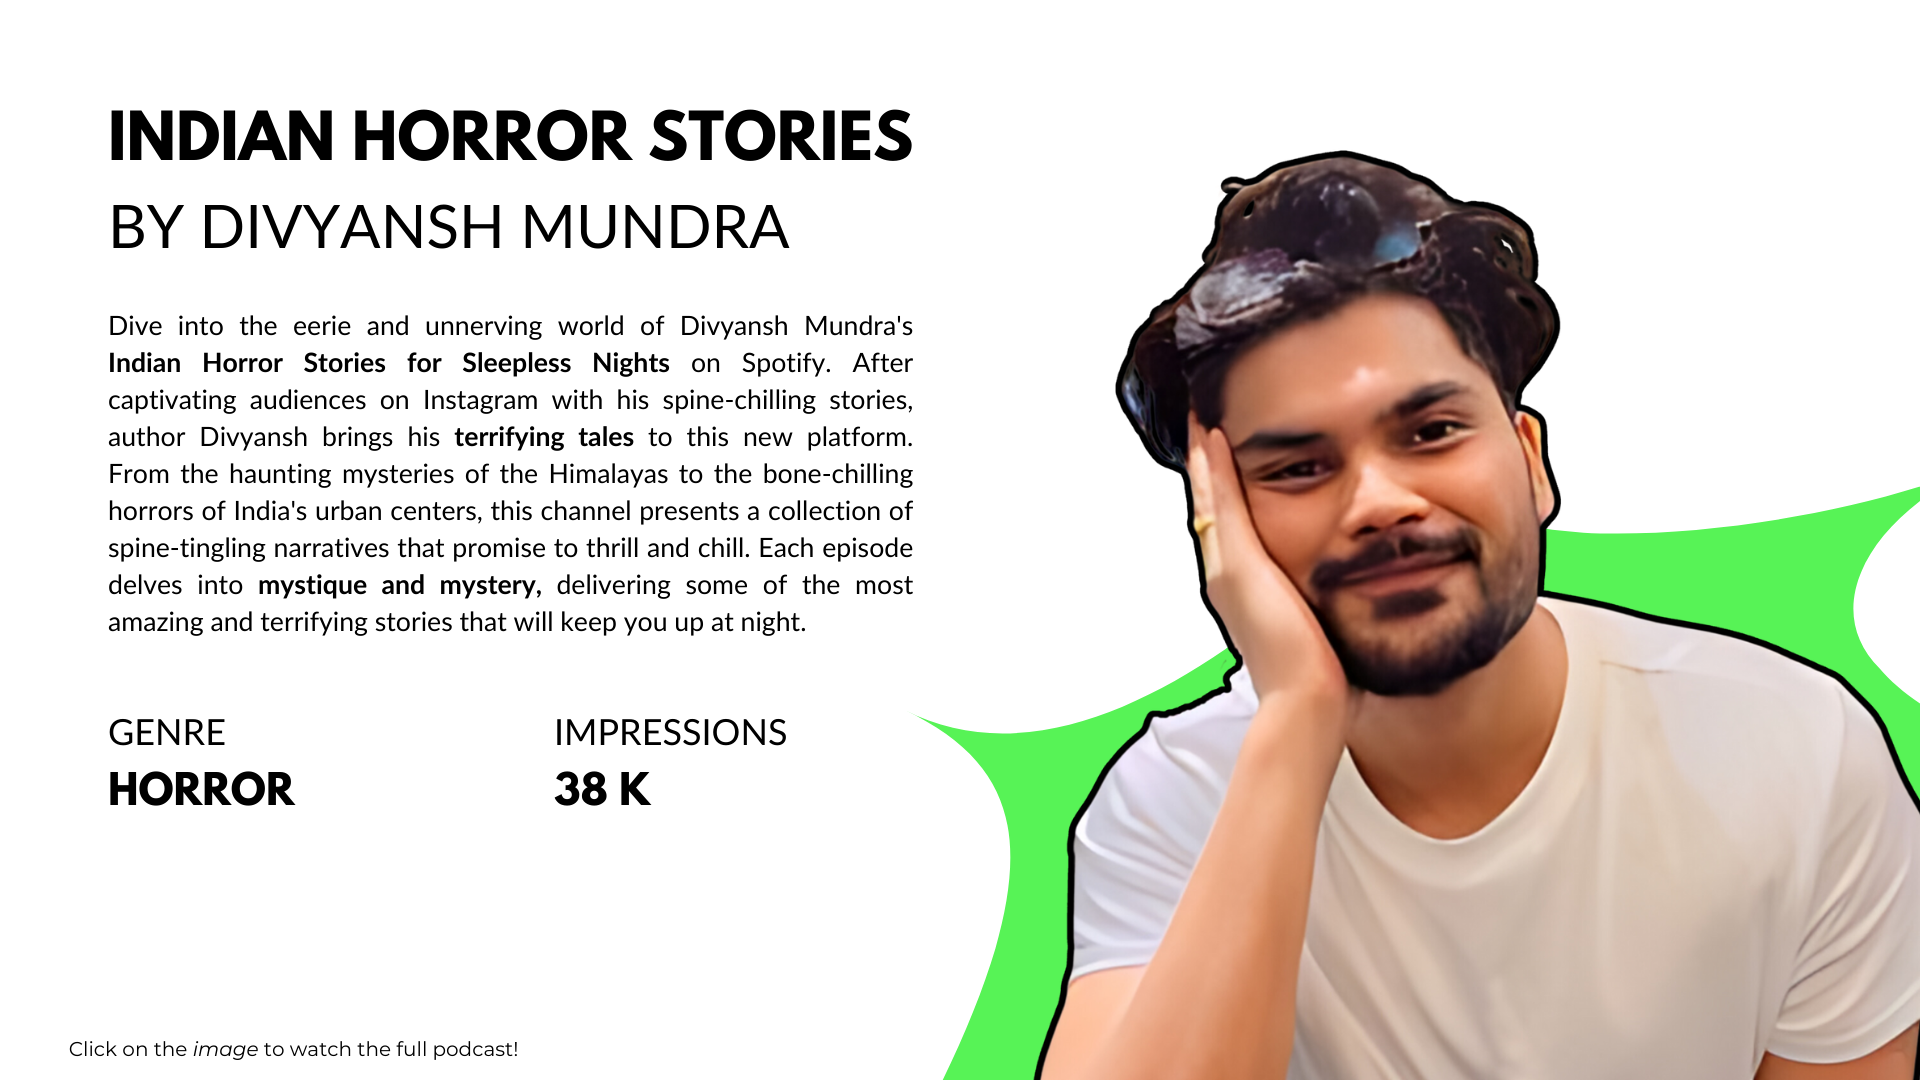 INDIAN HORROR STORIES
BY DIVYANSH MUNDRA
Dive into the eerie and unnerving world of Divyansh Mundra's
Indian Horror Stories for Sleepless Nights on Spotify. After
captivating audiences on Instagram with his spine-chilling stories,
author Divyansh brings his terrifying tales to this new platform.
From the haunting mysteries of the Himalayas to the bone-chilling
horrors of India's urban centers, this channel presents a collection of
spine-tingling narratives that promise to thrill and chill. Each episode
delves into mystique and mystery, delivering some of the most
amazing and terrifying stories that will keep you up at night.
GENRE
HORROR
IMPRESSIONS
38 K
Click on the image to watch the full podcast!